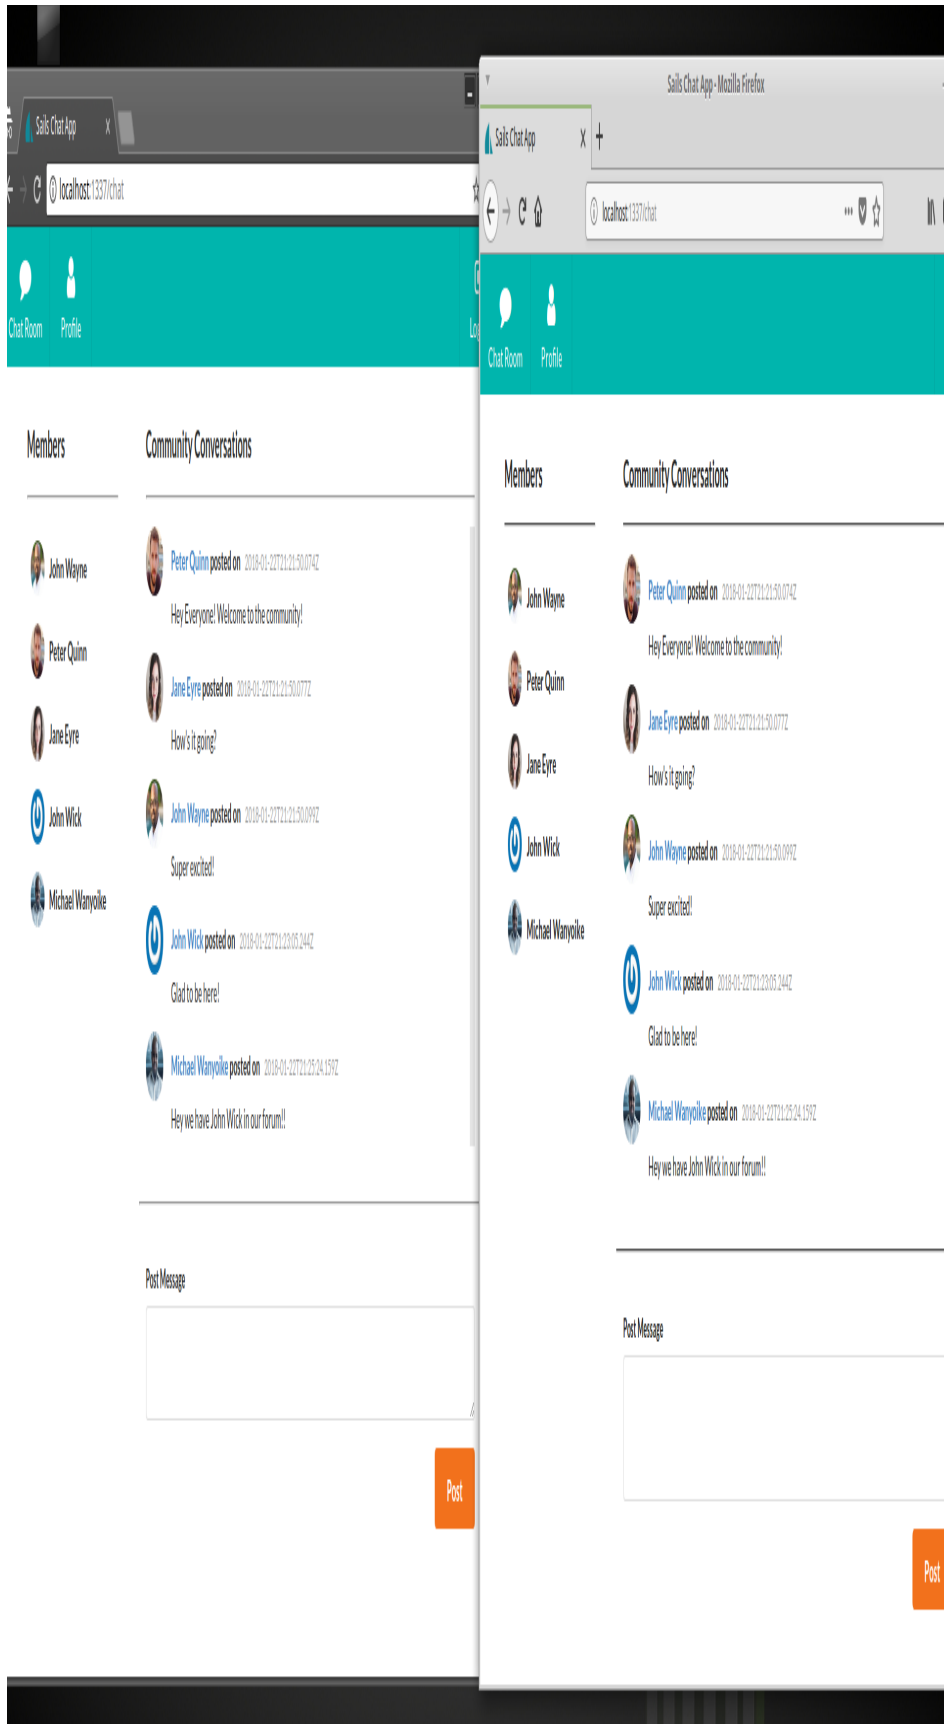 Sails Chat App
localhost:1337/chat
Chat Room
Profile
Members
John Wayne
Peter Quinn
Jane Eyre
John Wick
Michael Wanyoike
Community Conversations
Peter Quinn posted on 2018-01-22T21:21:50.074Z
Hey Everyone! Welcome to the community!
Jane Eyre posted on 2018-01-22T21:21:50.077Z
How's it going?
John Wayne posted on 2018-01-22T21:21:50.099Z
Super excited!
John Wick posted on 2018-01-22T21:23:05.244Z
Glad to be here!
Michael Wanyoike posted on 2018-01-22T21:25:24.159Z
Hey we have John Wick in our forum!!
Post Message
Post
Sails Chat App - Mozilla Firefox
Sails Chat App
localhost:1337/chat
Chat Room
Profile
Members
John Wayne
Peter Quinn
Jane Eyre
John Wick
Michael Wanyoike
Community Conversations
Peter Quinn posted on 2018-01-22T21:21:50.074Z
Hey Everyone! Welcome to the community!
Jane Eyre posted on 2018-01-22T21:21:50.077Z
How's it going?
John Wayne posted on 2018-01-22T21:21:50.099Z
Super excited!
John Wick posted on 2018-01-22T21:23:05.244Z
Glad to be here!
Michael Wanyoike posted on 2018-01-22T21:25:24.159Z
Hey we have John Wick in our forum!!
Post Message
Post